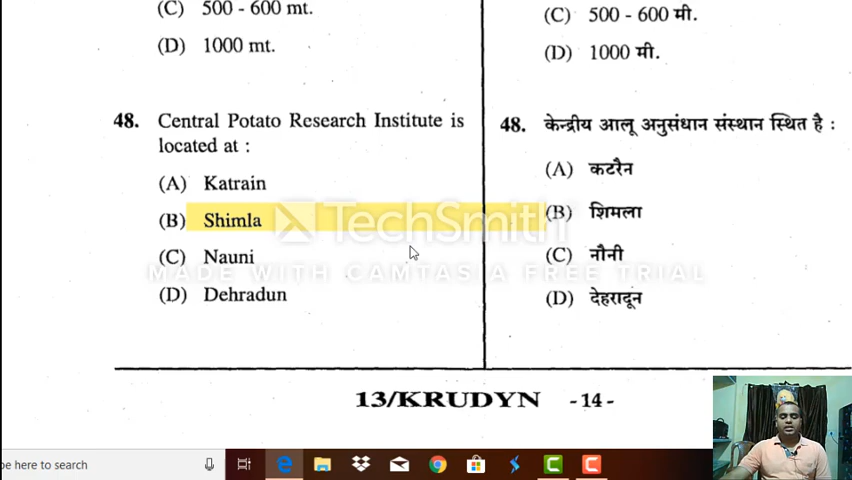 (C) 500 - 600 mt.
(D) 1000 mt.
48. Central Potato Research Institute is
located at :
(A) Katrain
(B) Shimla
(C) Nauni
(D) Dehradun
(C) 500 - 600 मी.
(D) 1000 मी.
48. केन्द्रीय आलू अनुसंधान संस्थान स्थित है :
(A) कटरैन
(B) शिमला
(C) नौनी
(D) देहरादून
TechSmith
MADE WITH CAMTASIA FREE TRIAL
13/KRUDYN -14-
pe here to search